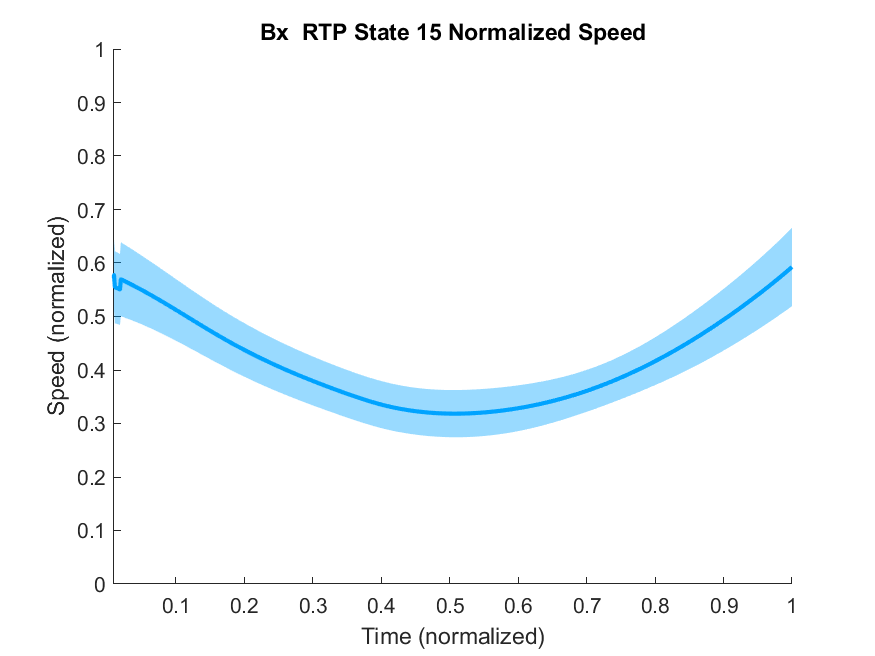 Bx  RTP State 15 Normalized Speed
1
0.9
0.8
0.7
0.6
0.5
0.4
0.3
0.2
0.1
0
Speed (normalized)
0.1 0.2 0.3 0.4 0.5 0.6 0.7 0.8 0.9 1
Time (normalized)